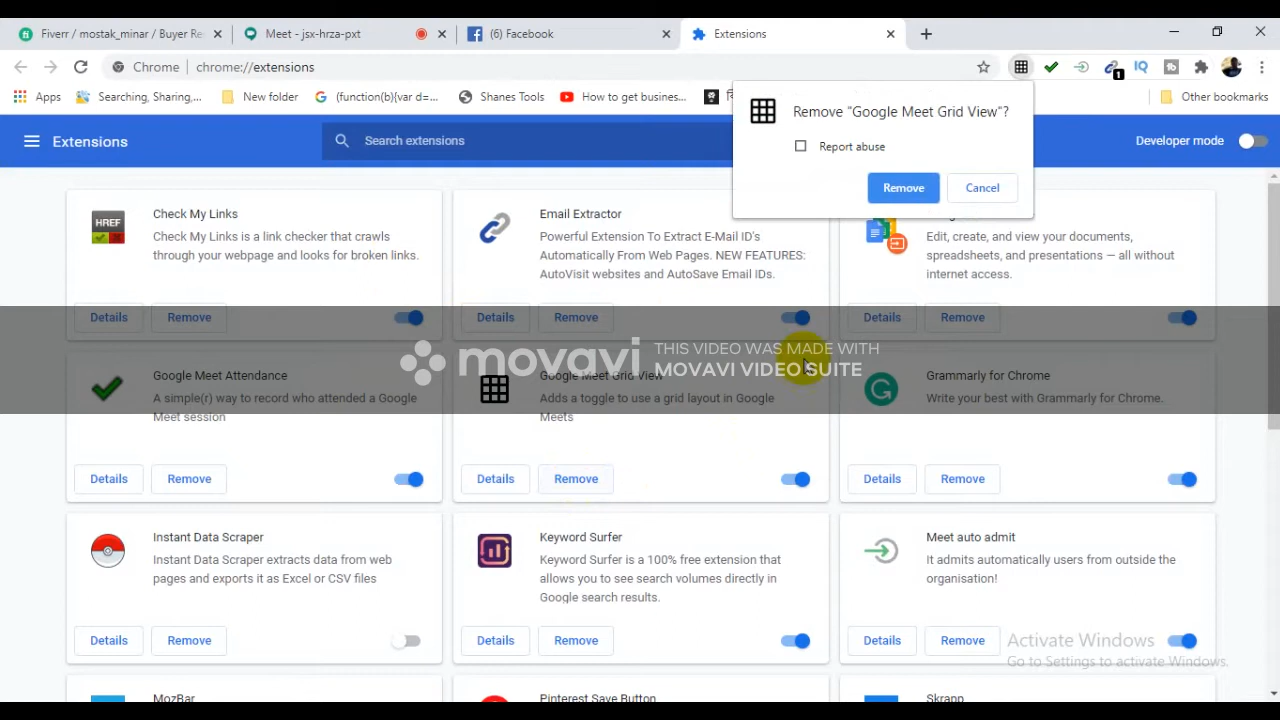 Fiverr / mostak_minar / Buyer Re
Meet - jsx-hrza-pxt
(6) Facebook
Extensions
Chrome | chrome://extensions
1
IQ
Apps
Searching, Sharing,...
New folder
(function(b){var d=...
Shanes Tools
How to get busines...
Other bookmarks
Remove "Google Meet Grid View"?
Report abuse
Remove
Cancel
Extensions
Search extensions
Developer mode
HREF
Check My Links
Check My Links is a link checker that crawls
through your webpage and looks for broken links.
Details
Remove
Email Extractor
Powerful Extension To Extract E-Mail ID's
Automatically From Web Pages. NEW FEATURES:
AutoVisit websites and AutoSave Email IDs.
Details
Remove
Edit, create, and view your documents,
spreadsheets, and presentations — all without
internet access.
Details
Remove
movavi
THIS VIDEO WAS MADE WITH
MOVAVI VIDEO SUITE
Google Meet Attendance
A simple(r) way to record who attended a Google
Meet session
Details
Remove
Google Meet Grid View
Adds a toggle to use a grid layout in Google
Meets
Details
Remove
Grammarly for Chrome
Write your best with Grammarly for Chrome.
Details
Remove
Instant Data Scraper
Instant Data Scraper extracts data from web
pages and exports it as Excel or CSV files
Details
Remove
Keyword Surfer
Keyword Surfer is a 100% free extension that
allows you to see search volumes directly in
Google search results.
Details
Remove
Meet auto admit
It admits automatically users from outside the
organisation!
Details
Remove
Activate Windows
Go to Settings to activate Windows.
MozBar
Pinterest Save Button
Skrapp